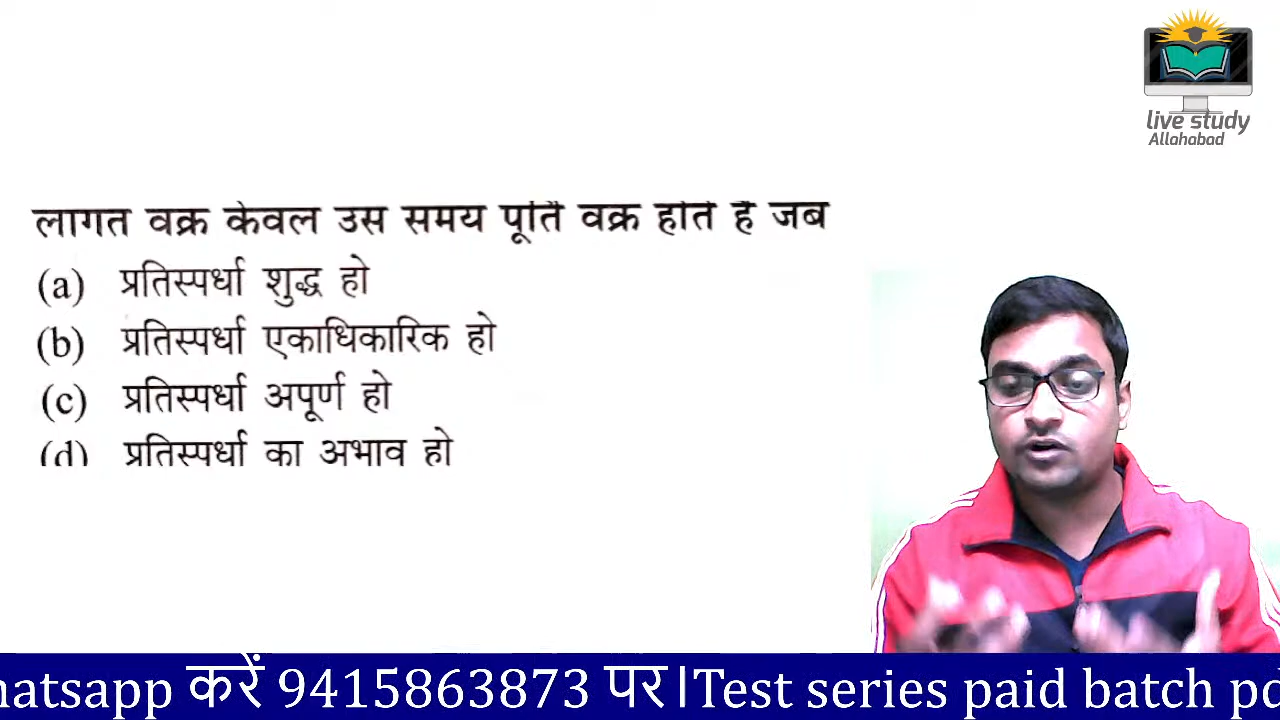 live study
Allahabad
लागत वक्र केवल उस समय पूर्ति वक्र होते हैं जब
(a) प्रतिस्पर्धा शुद्ध हो
(b) प्रतिस्पर्धा एकाधिकारिक हो
(c) प्रतिस्पर्धा अपूर्ण हो
(d) प्रतिस्पर्धा का अभाव हो
hatsapp करें 9415863873 पर।Test series paid batch